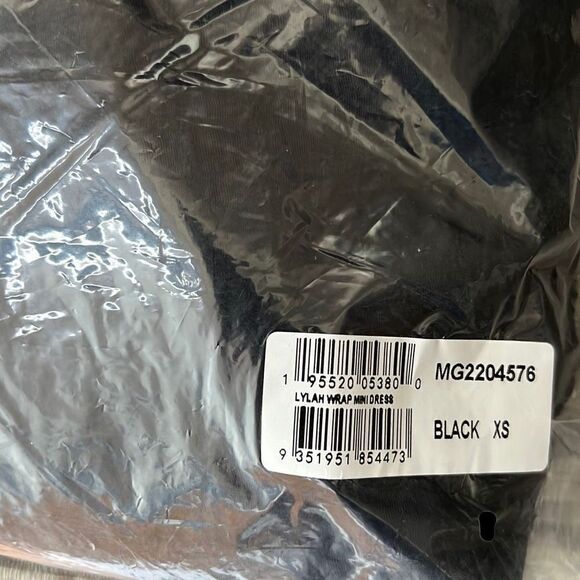 1 95520 05380 0
LYLAH WRAP MINI DRESS
9 351951 854473
MG2204576
BLACK XS